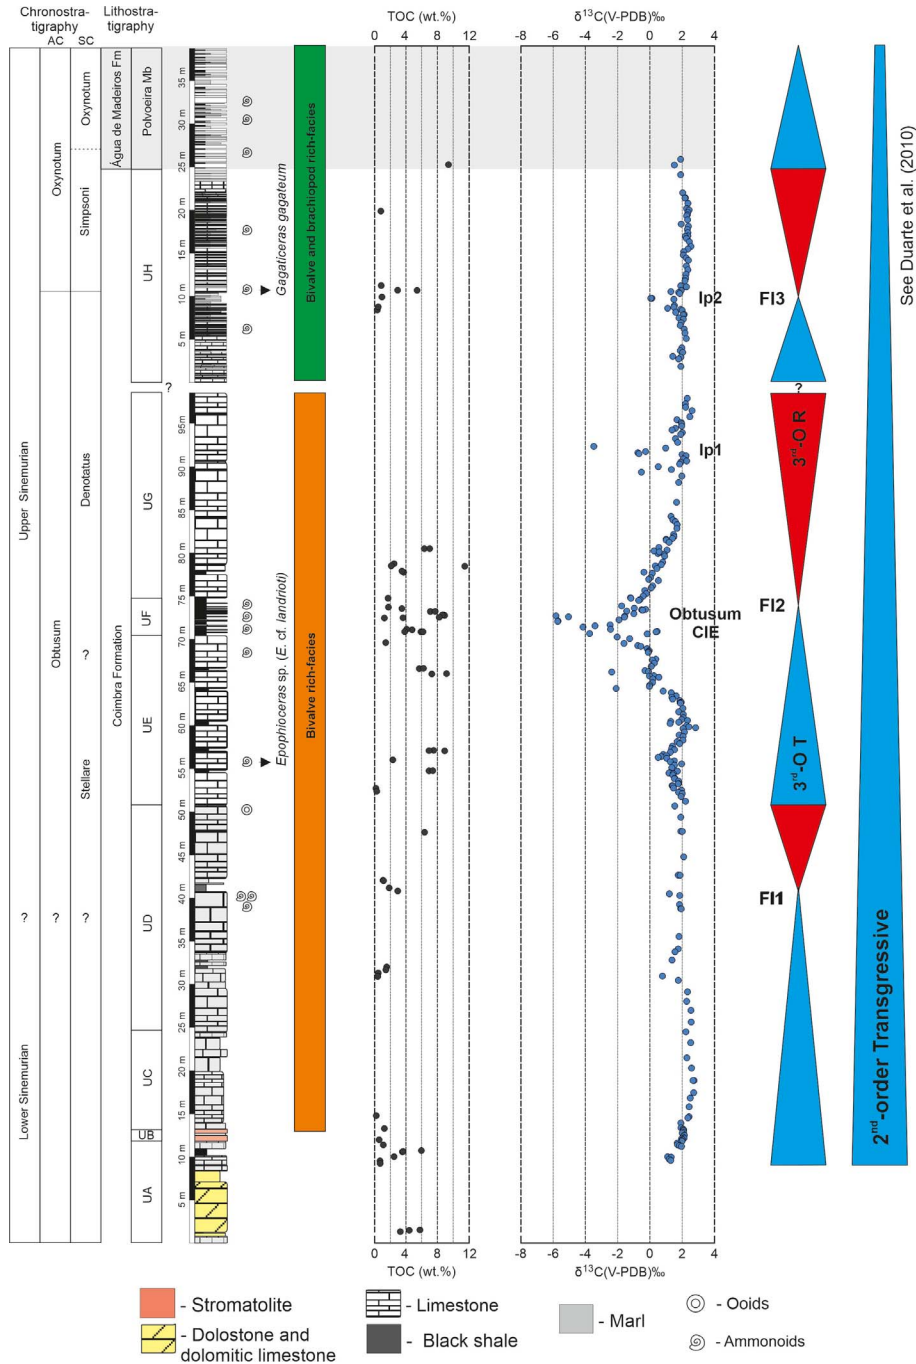 Chronostra-
tigraphy
Lithostra-
tigraphy
AC
SC
TOC (wt.%)
δ13C(V-PDB)‰
0
4
8
12
-8
-6
-4
-2
0
2
4
Upper Sinemurian
?
Lower Sinemurian
Oxynotum
Obtusum
?
Oxynotum
Simpsoni
Denotatus
?
Stellare
?
Água de Madeiros Fm
Coimbra Formation
Polvoeira Mb
UH
?
UG
UF
UE
UD
UC
UB
UA
35 m
30 m
25 m
20 m
15 m
10 m
5 m
95 m
90 m
85 m
80 m
75 m
70 m
65 m
60 m
55 m
50 m
45 m
40 m
35 m
30 m
25 m
20 m
15 m
10 m
5 m
Gagaticeras gagateum
Epophioceras sp. (E. cf. landrioti)
Bivalve and brachiopod rich-facies
Bivalve rich-facies
Ip2
Ip1
Obtusum
CIE
FI3
?
3rd-O R
FI2
3rd-O T
FI1
2nd-order Transgressive
See Duarte et al. (2010)
0
4
8
12
TOC (wt.%)
-8
-6
-4
-2
0
2
4
δ13C(V-PDB)‰
- Stromatolite
- Dolostone and
dolomitic limestone
- Limestone
- Black shale
- Marl
- Ooids
- Ammonoids